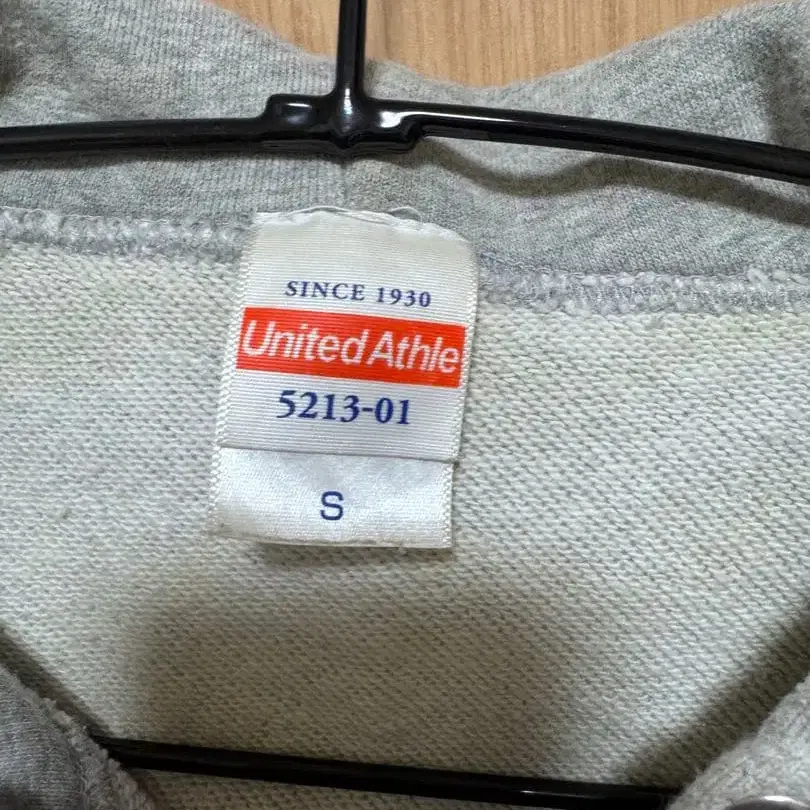 SINCE 1930
United Athle
5213-01
S